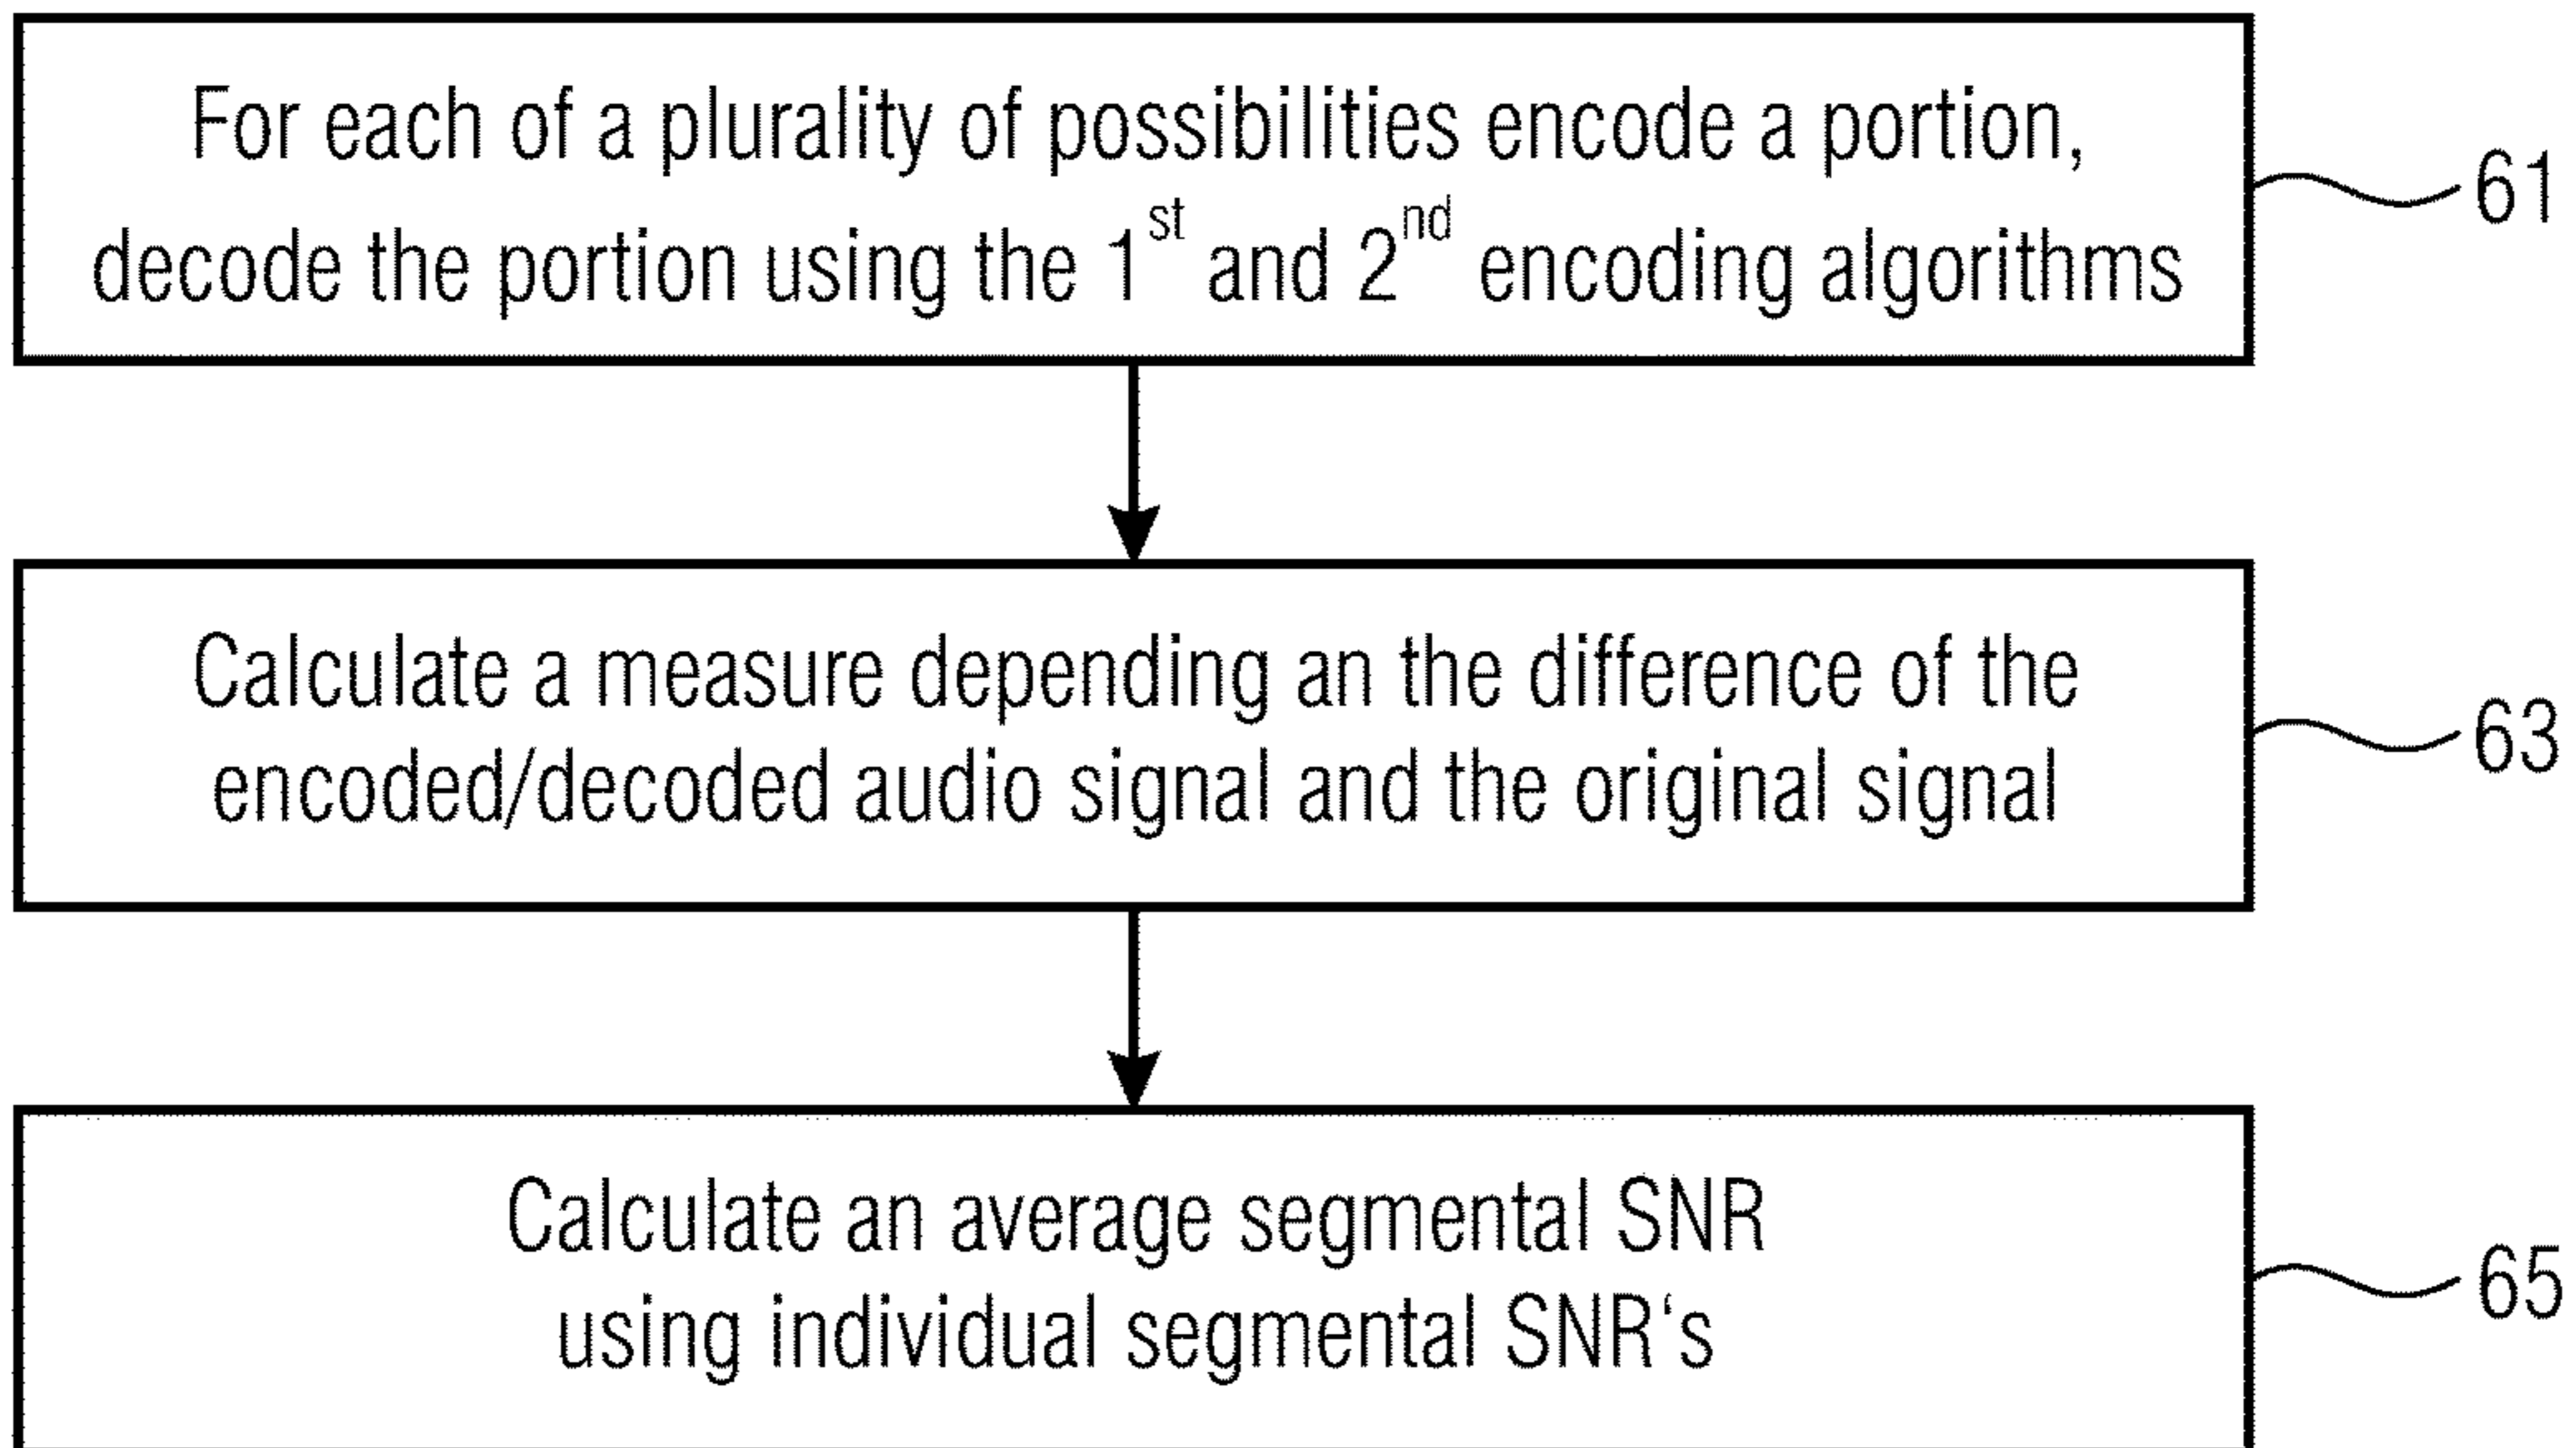 For each of a plurality of possibilities encode a portion,
decode the portion using the 1st and 2nd encoding algorithms
61
Calculate a measure depending an the difference of the
encoded/decoded audio signal and the original signal
63
Calculate an average segmental SNR
using individual segmental SNR‘s
65